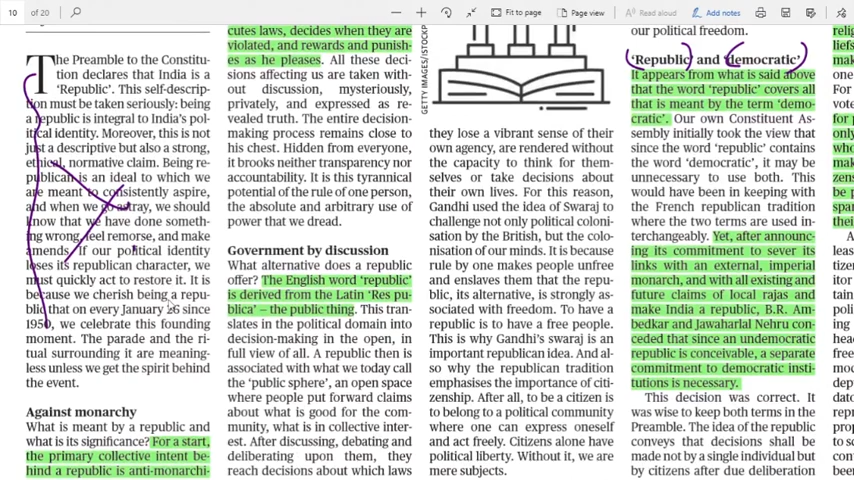 10 of 20
Fit to page
Page view
Read aloud
Add notes
The Preamble to the Constitu-
tion declares that India is a
‘Republic’. This self-descrip-
tion must be taken seriously: being
a republic is integral to India’s pol-
itical identity. Moreover, this is not
just a descriptive but also a strong,
ethical, normative claim. Being re-
publican is an ideal to which we
are meant to consistently aspire,
and when we go astray, we should
know that we have done someth-
ing wrong, feel remorse, and make
amends. If our political identity
loses its republican character, we
must quickly act to restore it. It is
because we cherish being a repu-
blic that on every January 26 since
1950, we celebrate this founding
moment. The parade and the ri-
tual surrounding it are meaning-
less unless we get the spirit behind
the event.
Against monarchy
What is meant by a republic and
what is its significance? For a start,
the primary collective intent be-
hind a republic is anti-monarchi-
cutes laws, decides when they are
violated, and rewards and punish-
es as he pleases. All these deci-
sions affecting us are taken with-
out discussion, mysteriously,
privately, and expressed as re-
vealed truth. The entire decision-
making process remains close to
his chest. Hidden from everyone,
it brooks neither transparency nor
accountability. It is this tyrannical
potential of the rule of one person,
the absolute and arbitrary use of
power that we dread.
Government by discussion
What alternative does a republic
offer? The English word ‘republic’
is derived from the Latin ‘Res pu-
blica’ – the public thing. This tran-
slates in the political domain into
decision-making in the open, in
full view of all. A republic then is
associated with what we today call
the ‘public sphere’, an open space
where people put forward claims
about what is good for the com-
munity, what is in collective inter-
est. After discussing, debating and
deliberating upon them, they
reach decisions about which laws
GETTY IMAGES/ISTOCKP
they lose a vibrant sense of their
own agency, are rendered without
the capacity to think for them-
selves or take decisions about
their own lives. For this reason,
Gandhi used the idea of Swaraj to
challenge not only political coloni-
sation by the British, but the colo-
nisation of our minds. It is because
rule by one makes people unfree
and enslaves them that the repu-
blic, its alternative, is strongly as-
sociated with freedom. To have a
republic is to have a free people.
This is why Gandhi’s swaraj is an
important republican idea. And al-
so why the republican tradition
emphasises the importance of citi-
zenship. After all, to be a citizen is
to belong to a political community
where one can express oneself
and act freely. Citizens alone have
political liberty. Without it, we are
mere subjects.
our political freedom.
‘Republic’ and ‘democratic’
It appears from what is said above
that the word ‘republic’ covers all
that is meant by the term ‘demo-
cratic’. Our own Constituent As-
sembly initially took the view that
since the word ‘republic’ contains
the word ‘democratic’, it may be
unnecessary to use both. This
would have been in keeping with
the French republican tradition
where the two terms are used in-
terchangeably. Yet, after announc-
ing its commitment to sever its
links with an external, imperial
monarch, and with all existing and
future claims of local rajas and
make India a republic, B.R. Am-
bedkar and Jawaharlal Nehru con-
ceded that since an undemocratic
republic is conceivable, a separate
commitment to democratic insti-
tutions is necessary.
This decision was correct. It
was wise to keep both terms in the
Preamble. The idea of the republic
conveys that decisions shall be
made not by a single individual but
by citizens after due deliberation